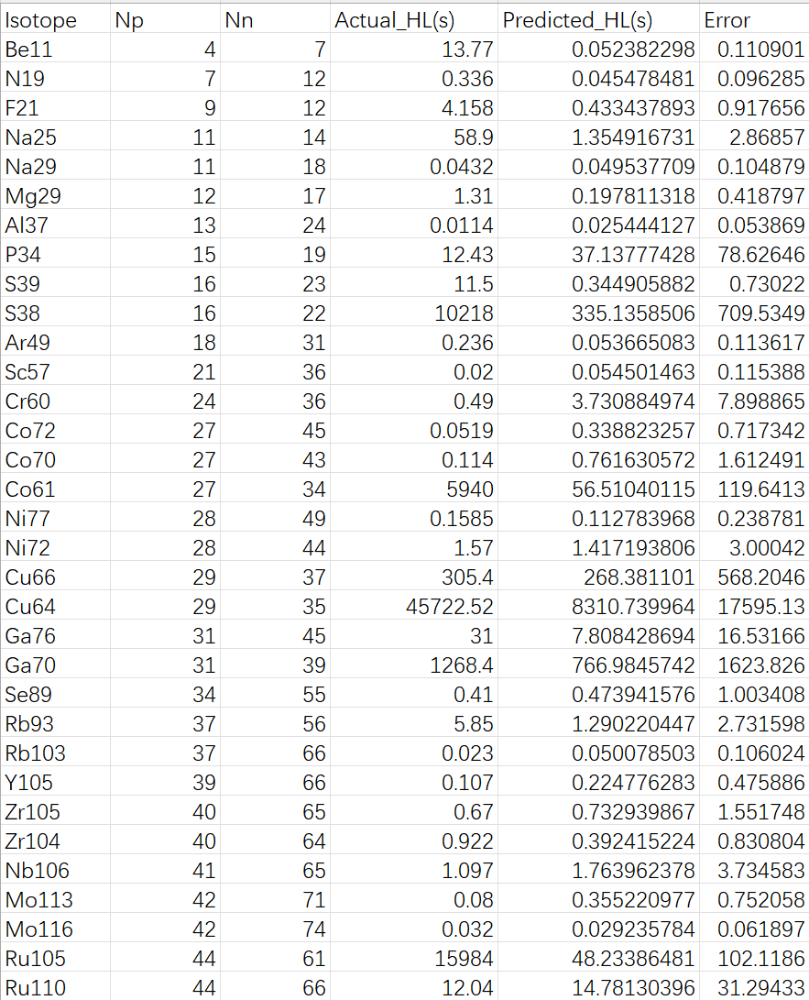 Isotope Np Nn Actual_HL(s) Predicted_HL(s) Error
Be11 4 7 13.77 0.052382298 0.110901
N19 7 12 0.336 0.045478481 0.096285
F21 9 12 4.158 0.433437893 0.917656
Na25 11 14 58.9 1.354916731 2.86857
Na29 11 18 0.0432 0.049537709 0.104879
Mg29 12 17 1.31 0.197811318 0.418797
Al37 13 24 0.0114 0.025444127 0.053869
P34 15 19 12.43 37.13777428 78.62646
S39 16 23 11.5 0.344905882 0.73022
S38 16 22 10218 335.1358506 709.5349
Ar49 18 31 0.236 0.053665083 0.113617
Sc57 21 36 0.02 0.054501463 0.115388
Cr60 24 36 0.49 3.730884974 7.898865
Co72 27 45 0.0519 0.338823257 0.717342
Co70 27 43 0.114 0.761630572 1.612491
Co61 27 34 5940 56.51040115 119.6413
Ni77 28 49 0.1585 0.112783968 0.238781
Ni72 28 44 1.57 1.417193806 3.00042
Cu66 29 37 305.4 268.381101 568.2046
Cu64 29 35 45722.52 8310.739964 17595.13
Ga76 31 45 31 7.808428694 16.53166
Ga70 31 39 1268.4 766.9845742 1623.826
Se89 34 55 0.41 0.473941576 1.003408
Rb93 37 56 5.85 1.290220447 2.731598
Rb103 37 66 0.023 0.050078503 0.106024
Y105 39 66 0.107 0.224776283 0.475886
Zr105 40 65 0.67 0.732939867 1.551748
Zr104 40 64 0.922 0.392415224 0.830804
Nb106 41 65 1.097 1.763962378 3.734583
Mo113 42 71 0.08 0.355220977 0.752058
Mo116 42 74 0.032 0.029235784 0.061897
Ru105 44 61 15984 48.23386481 102.1186
Ru110 44 66 12.04 14.78130396 31.29433